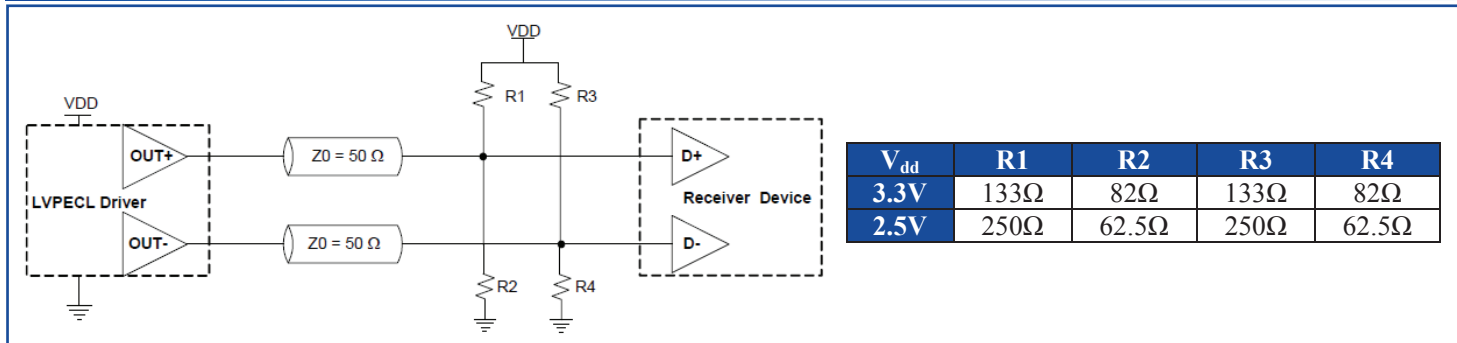 VDD
R1
R3
VDD
OUT+
Z0 = 50 Ω
D+
LVPECL Driver
Receiver Device
OUT-
Z0 = 50 Ω
D-
R2
R4
Vdd R1 R2 R3 R4
3.3V 133Ω 82Ω 133Ω 82Ω
2.5V 250Ω 62.5Ω 250Ω 62.5Ω